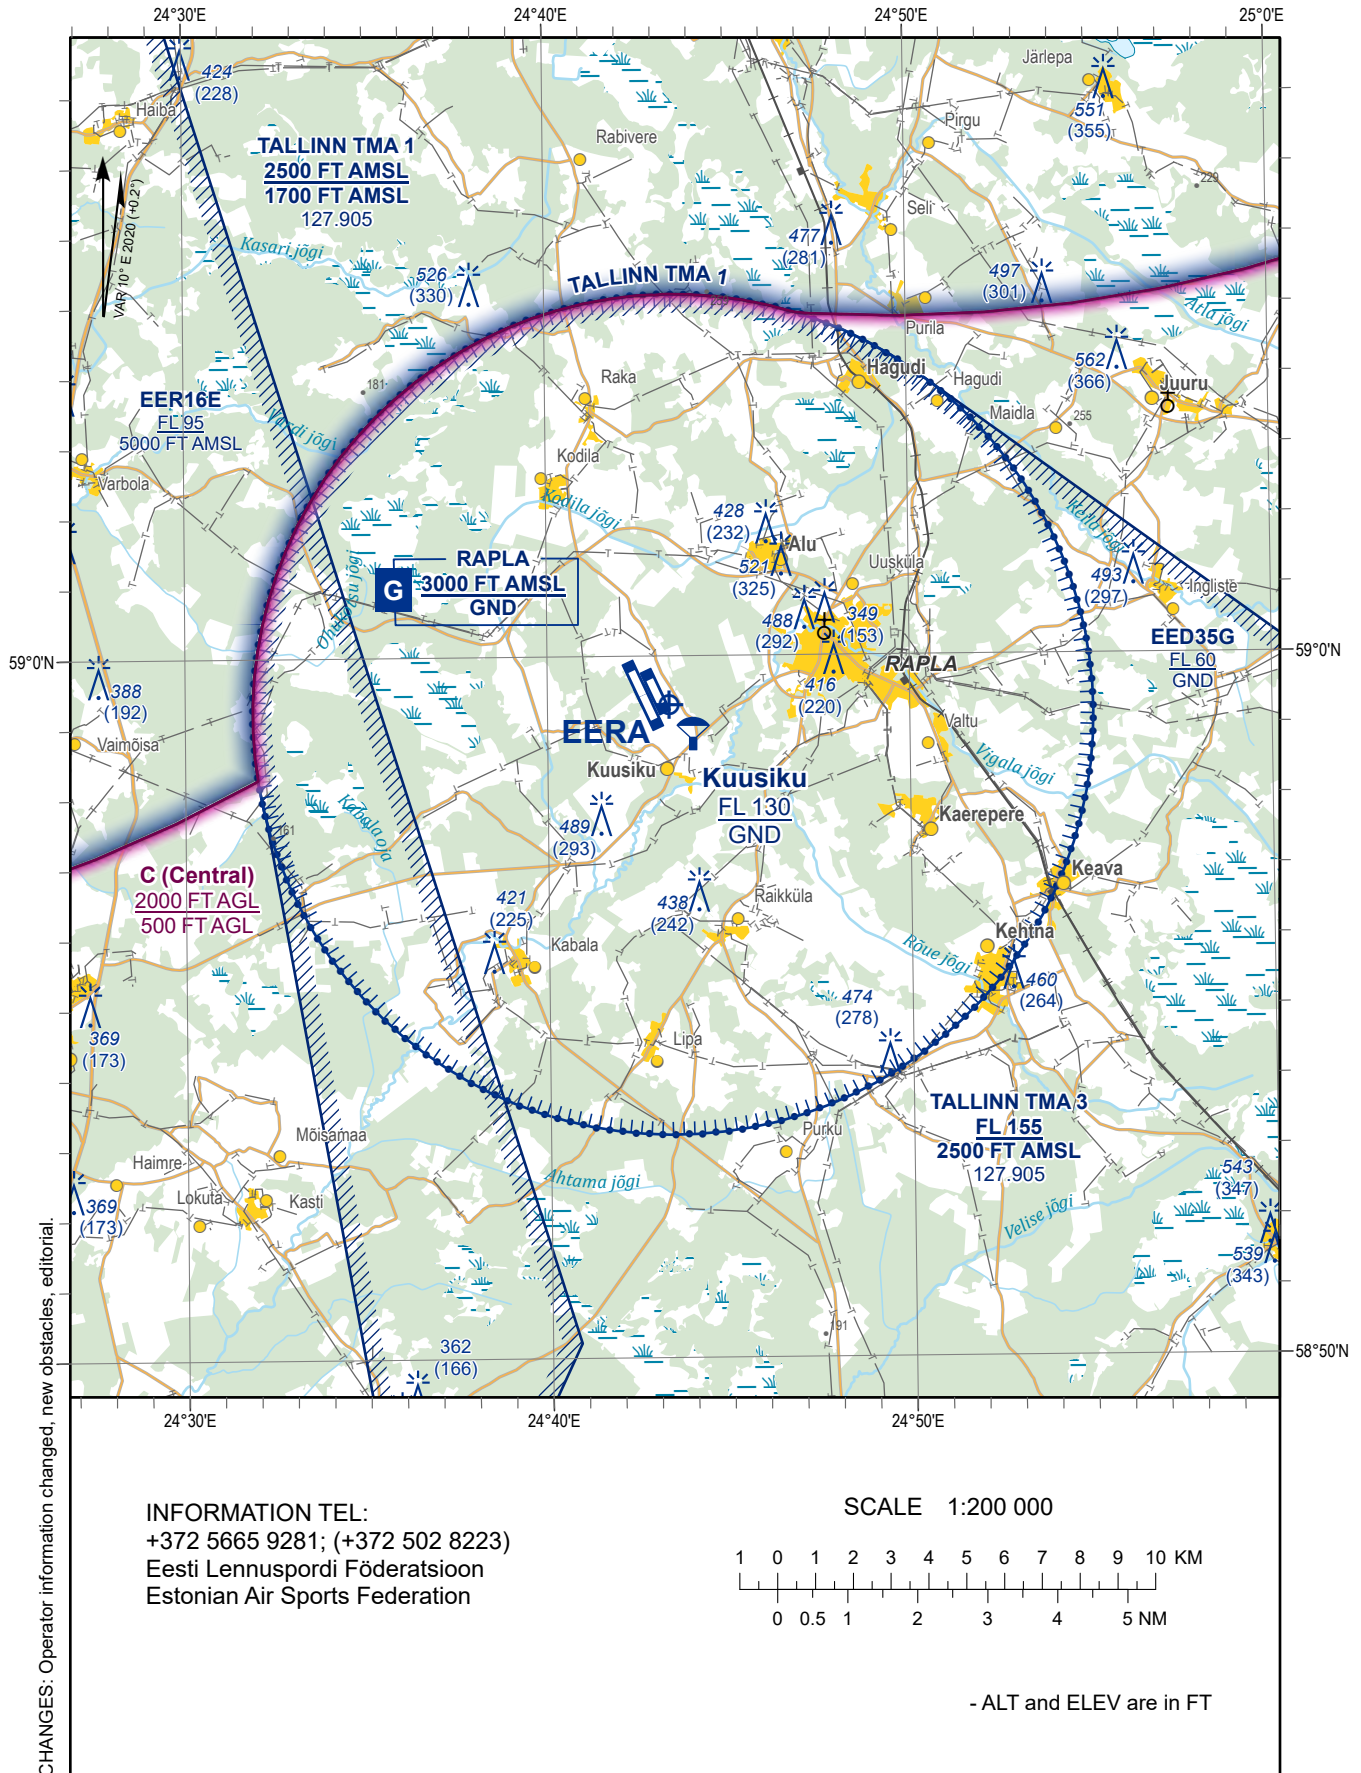 24°30'E
24°40'E
24°50'E
25°0'E
424
(228)
Haiba
TALLINN TMA 1
2500 FT AMSL
1700 FT AMSL
127.905
Rabivere
Järlepa
551
(355)
Pirgu
229
Seli
477
(281)
VAR 10° E 2020 (+0.2°)
Kasari jõgi
526
(330)
TALLINN TMA 1
497
(301)
Atla jõgi
Purila
562
(366)
Juuru
Hagudi
Hagudi
Maidla
255
181
Raka
EER16E
FL 95
5000 FT AMSL
Vardi jõgi
Varbola
Kodila
Kodila jõgi
428
(232)
Alu
521
(325)
Uusküla
Keila jõgi
493
(297)
Ingliste
G
RAPLA
3000 FT AMSL
GND
488
(292)
349
(153)
EED35G
FL 60
GND
59°0'N
RAPLA
416
(220)
388
(192)
Vaimõisa
EERA
Valtu
Vigala jõgi
Kuusiku
Kuusiku
FL 130
GND
Kabala oja
161
489
(293)
Kaerepere
Keava
C (Central)
2000 FT AGL
500 FT AGL
421
(225)
438
(242)
Raikküla
Kabala
Rõue jõgi
Kehtna
460
(264)
474
(278)
369
(173)
Lipa
TALLINN TMA 3
FL 155
2500 FT AMSL
127.905
Purku
Mõisamaa
Haimre
Ahtama jõgi
543
(347)
369
(173)
Lokuta
Kasti
Velise jõgi
539
(343)
191
362
(166)
58°50'N
24°30'E
24°40'E
24°50'E
CHANGES: Operator information changed, new obstacles, editorial.
INFORMATION TEL:
+372 5665 9281; (+372 502 8223)
Eesti Lennuspordi Föderatsioon
Estonian Air Sports Federation
SCALE 1:200 000
1 0 1 2 3 4 5 6 7 8 9 10 KM
0 0.5 1 2 3 4 5 NM
- ALT and ELEV are in FT